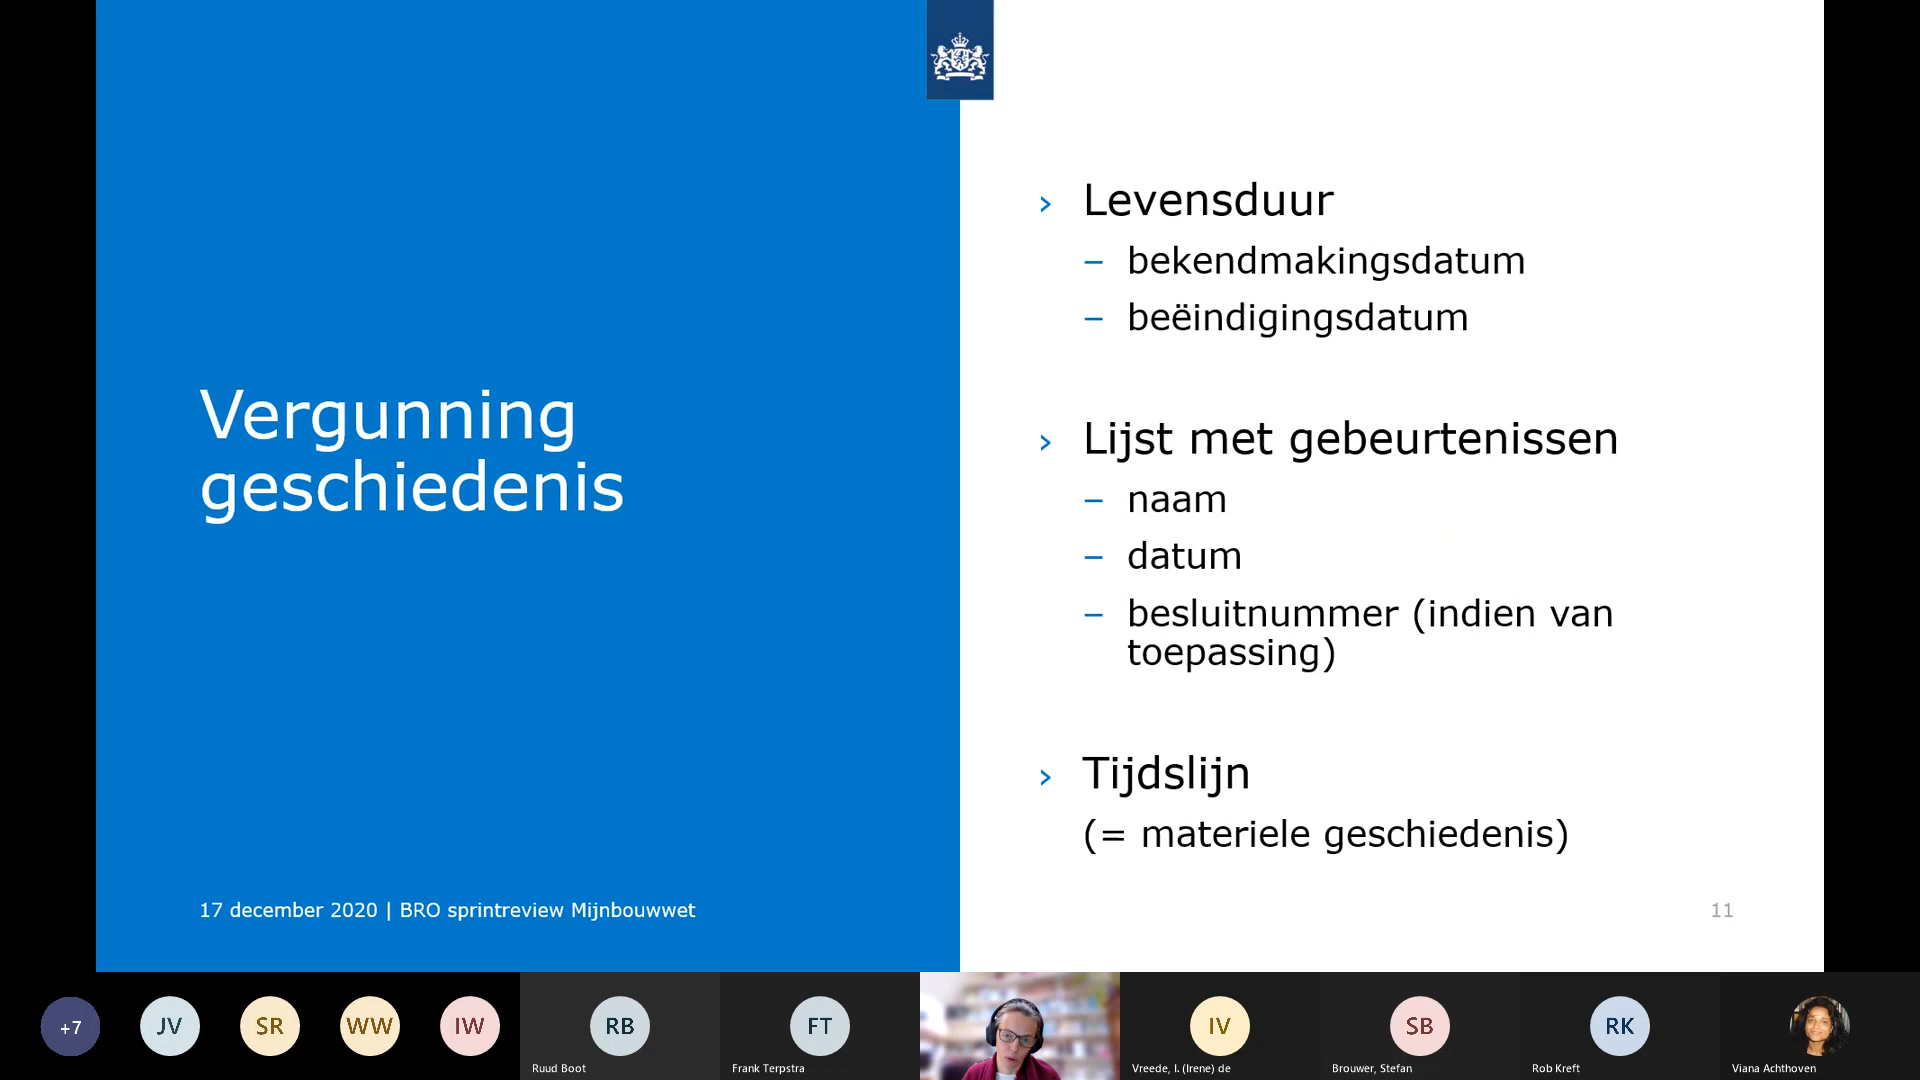 Vergunning
geschiedenis
› Levensduur
– bekendmakingsdatum
– beëindigingsdatum
› Lijst met gebeurtenissen
– naam
– datum
– besluitnummer (indien van
toepassing)
› Tijdslijn
(= materiele geschiedenis)
17 december 2020 | BRO sprintreview Mijnbouwwet
11
+7
JV
SR
WW
IW
RB
Ruud Boot
FT
Frank Terpstra
IV
Vreede, I. (Irene) de
SB
Brouwer, Stefan
RK
Rob Kreft
Viana Achthoven